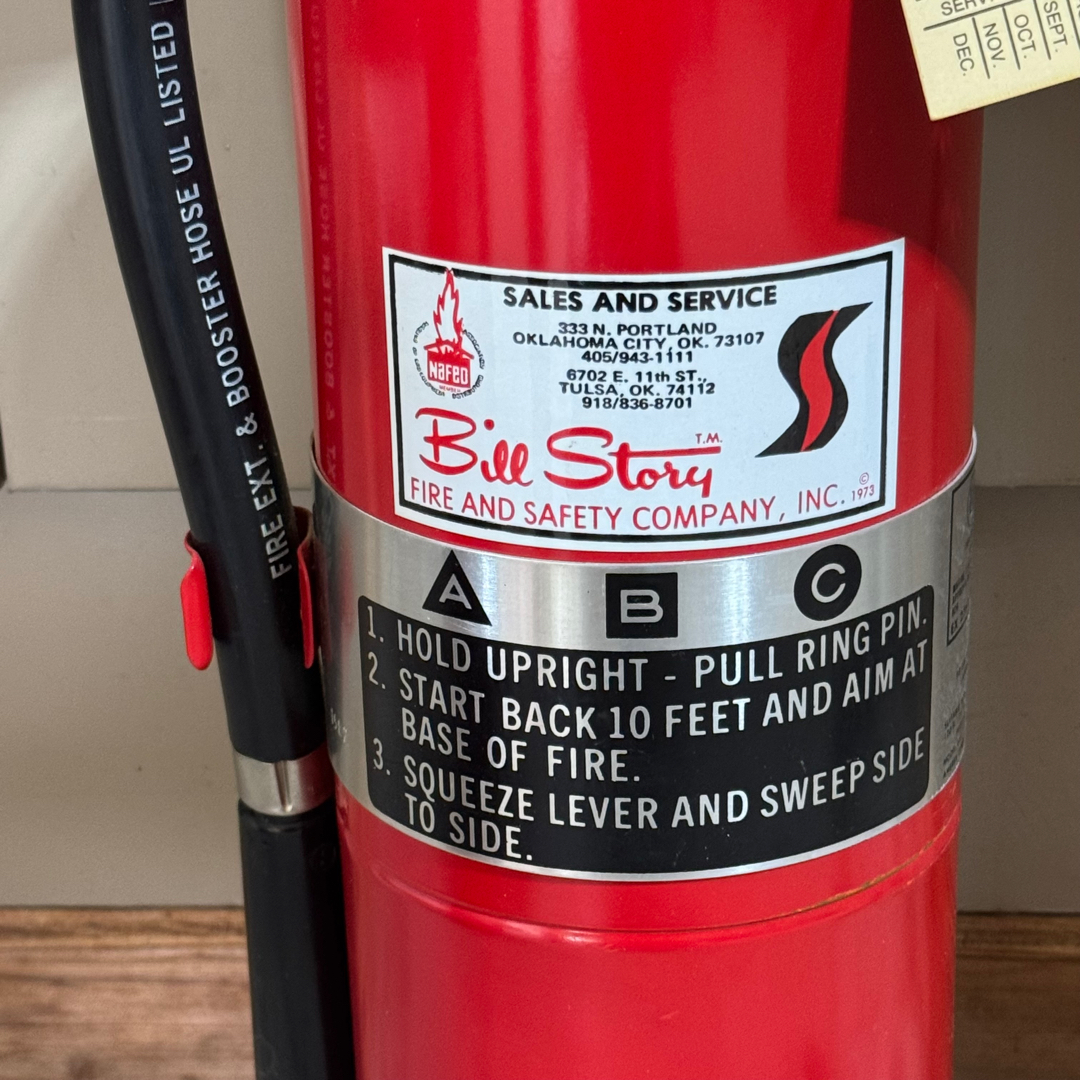 FIRE EXT. & BOOSTER HOSE UL LISTED
SERV
SEPT.
OCT.
NOV.
DEC.
SALES AND SERVICE
333 N. PORTLAND
OKLAHOMA CITY, OK. 73107
405/943-1111
6702 E. 11th ST.,
TULSA, OK. 74112
918/836-8701
NAFED
MEMBER
Bill Story T.M.
FIRE AND SAFETY COMPANY, INC. © 1973
A B C
1. HOLD UPRIGHT - PULL RING PIN.
2. START BACK 10 FEET AND AIM AT
BASE OF FIRE.
3. SQUEEZE LEVER AND SWEEP SIDE
TO SIDE.